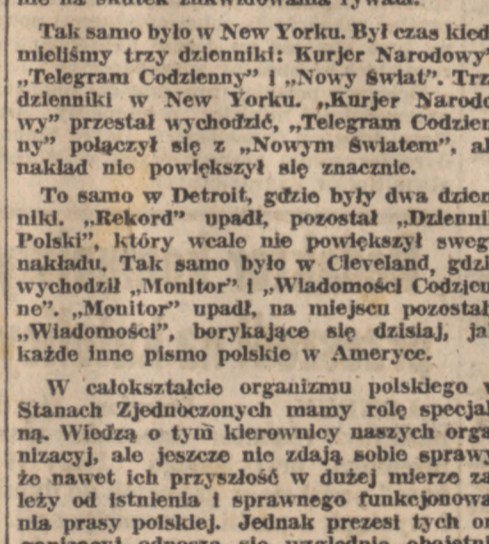 Tak samo było w New Yorku. Był czas kied
mieliśmy trzy dzienniki: Kurjer Narodowy"
„Telegram Codzienny" i „Nowy Świat". Trz
dzienniki w New Yorku. „Kurjer Narodo
wy" przestał wychodzić, „Telegram Codzien
ny" połączył się z „Nowym Światem", al
nakład nie powiększył się znacznie.
To samo w Detroit, gdzie były dwa dzien
niki. „Rekord" upadł, pozostał „Dzienni
Polski", który wcale nie powiększył sweg
nakładu. Tak samo było w Cleveland, gdzi
wychodził „Monitor" i „Wiadomości Codzien
ne". „Monitor" upadł, na miejscu pozostał
„Wiadomości", borykające się dzisiaj, ja
każde inne pismo polskie w Ameryce.
W całokształcie organizmu polskiego w
Stanach Zjednoczonych mamy rolę specjal
ną. Wiedzą o tym kierownicy naszych orga
nizacyj, ale jeszcze nie zdają sobie sprawy
że nawet ich przyszłość w dużej mierze za
leży od istnienia i sprawnego funkcjonowa
nia prasy polskiej. Jednak prezesi tych or